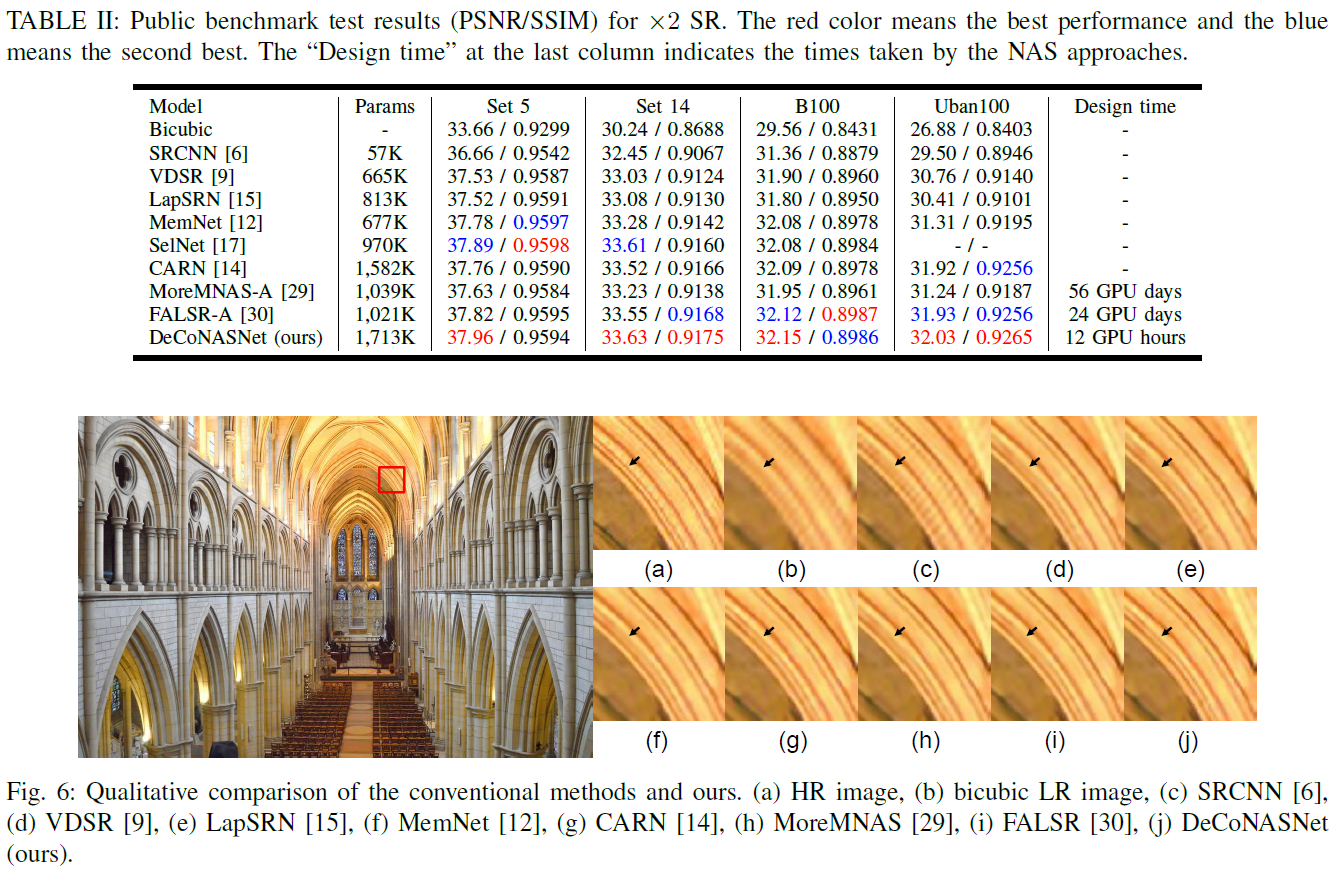 TABLE II: Public benchmark test results (PSNR/SSIM) for ×2 SR. The red color means the best performance and the blue
means the second best. The “Design time” at the last column indicates the times taken by the NAS approaches.
Model Params Set 5 Set 14 B100 Uban100 Design time
Bicubic - 33.66 / 0.9299 30.24 / 0.8688 29.56 / 0.8431 26.88 / 0.8403 -
SRCNN [6] 57K 36.66 / 0.9542 32.45 / 0.9067 31.36 / 0.8879 29.50 / 0.8946 -
VDSR [9] 665K 37.53 / 0.9587 33.03 / 0.9124 31.90 / 0.8960 30.76 / 0.9140 -
LapSRN [15] 813K 37.52 / 0.9591 33.08 / 0.9130 31.80 / 0.8950 30.41 / 0.9101 -
MemNet [12] 677K 37.78 / 0.9597 33.28 / 0.9142 32.08 / 0.8978 31.31 / 0.9195 -
SelNet [17] 970K 37.89 / 0.9598 33.61 / 0.9160 32.08 / 0.8984 - / - -
CARN [14] 1,582K 37.76 / 0.9590 33.52 / 0.9166 32.09 / 0.8978 31.92 / 0.9256 -
MoreMNAS-A [29] 1,039K 37.63 / 0.9584 33.23 / 0.9138 31.95 / 0.8961 31.24 / 0.9187 56 GPU days
FALSR-A [30] 1,021K 37.82 / 0.9595 33.55 / 0.9168 32.12 / 0.8987 31.93 / 0.9256 24 GPU days
DeCoNASNet (ours) 1,713K 37.96 / 0.9594 33.63 / 0.9175 32.15 / 0.8986 32.03 / 0.9265 12 GPU hours
(a) (b) (c) (d) (e)
(f) (g) (h) (i) (j)
Fig. 6: Qualitative comparison of the conventional methods and ours. (a) HR image, (b) bicubic LR image, (c) SRCNN [6],
(d) VDSR [9], (e) LapSRN [15], (f) MemNet [12], (g) CARN [14], (h) MoreMNAS [29], (i) FALSR [30], (j) DeCoNASNet
(ours).